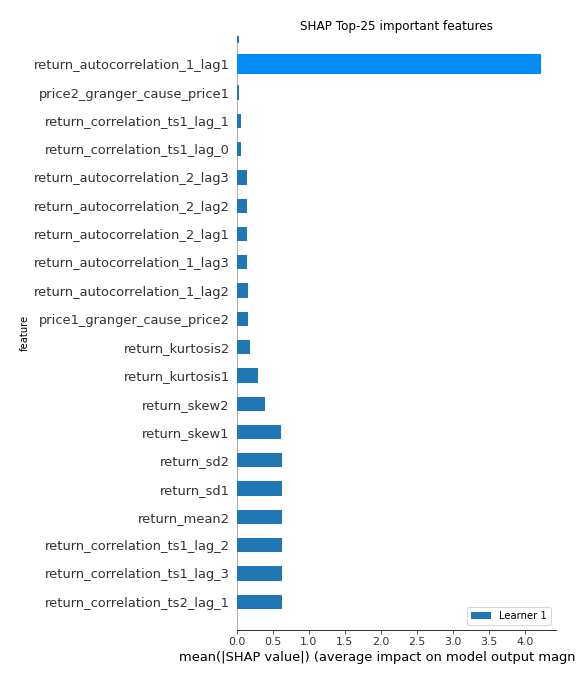 SHAP Top-25 important features
return_autocorrelation_1_lag1
price2_granger_cause_price1
return_correlation_ts1_lag_1
return_correlation_ts1_lag_0
return_autocorrelation_2_lag3
return_autocorrelation_2_lag2
return_autocorrelation_2_lag1
return_autocorrelation_1_lag3
return_autocorrelation_1_lag2
price1_granger_cause_price2
return_kurtosis2
return_kurtosis1
return_skew2
return_skew1
return_sd2
return_sd1
return_mean2
return_correlation_ts1_lag_2
return_correlation_ts1_lag_3
return_correlation_ts2_lag_1
feature
Learner 1
0.0 0.5 1.0 1.5 2.0 2.5 3.0 3.5 4.0
mean(|SHAP value|) (average impact on model output magn